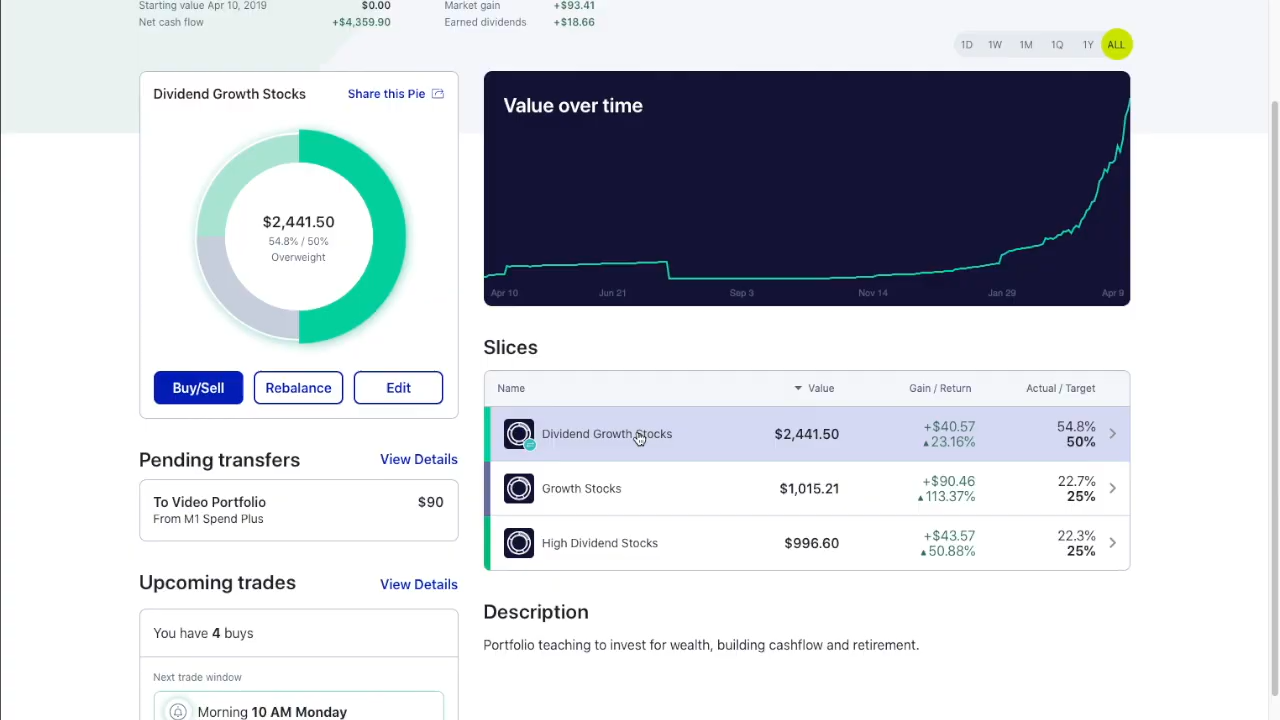 Starting value Apr 10, 2019 $0.00
Net cash flow +$4,359.90
Market gain +$93.41
Earned dividends +$18.66
1D 1W 1M 1Q 1Y ALL
Dividend Growth Stocks Share this Pie
$2,441.50
54.8% / 50%
Overweight
Buy/Sell Rebalance Edit
Value over time
Apr 10 Jun 21 Sep 3 Nov 14 Jan 29 Apr 9
Pending transfers View Details
To Video Portfolio $90
From M1 Spend Plus
Upcoming trades View Details
You have 4 buys
Next trade window
Morning 10 AM Monday
Slices
Name Value Gain / Return Actual / Target
Dividend Growth Stocks $2,441.50 +$40.57 54.8%
▲23.16% 50%
Growth Stocks $1,015.21 +$90.46 22.7%
▲113.37% 25%
High Dividend Stocks $996.60 +$43.57 22.3%
▲50.88% 25%
Description
Portfolio teaching to invest for wealth, building cashflow and retirement.